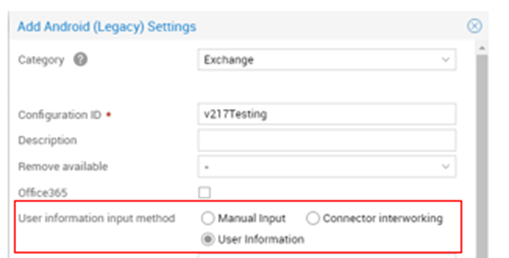 Add Android (Legacy) Settings
Category ? Exchange
Configuration ID • v217Testing
Description
Remove available -
Office365
User information input method Manual Input Connector interworking
User Information